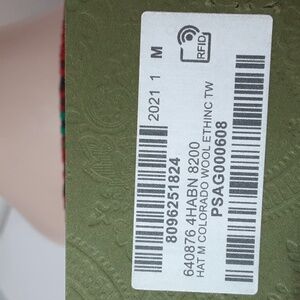 2021 1 M
RFID
8096251824
640876 4HABN 8200
HAT M COLORADO WOOL ETHINC TW
PSAG000608